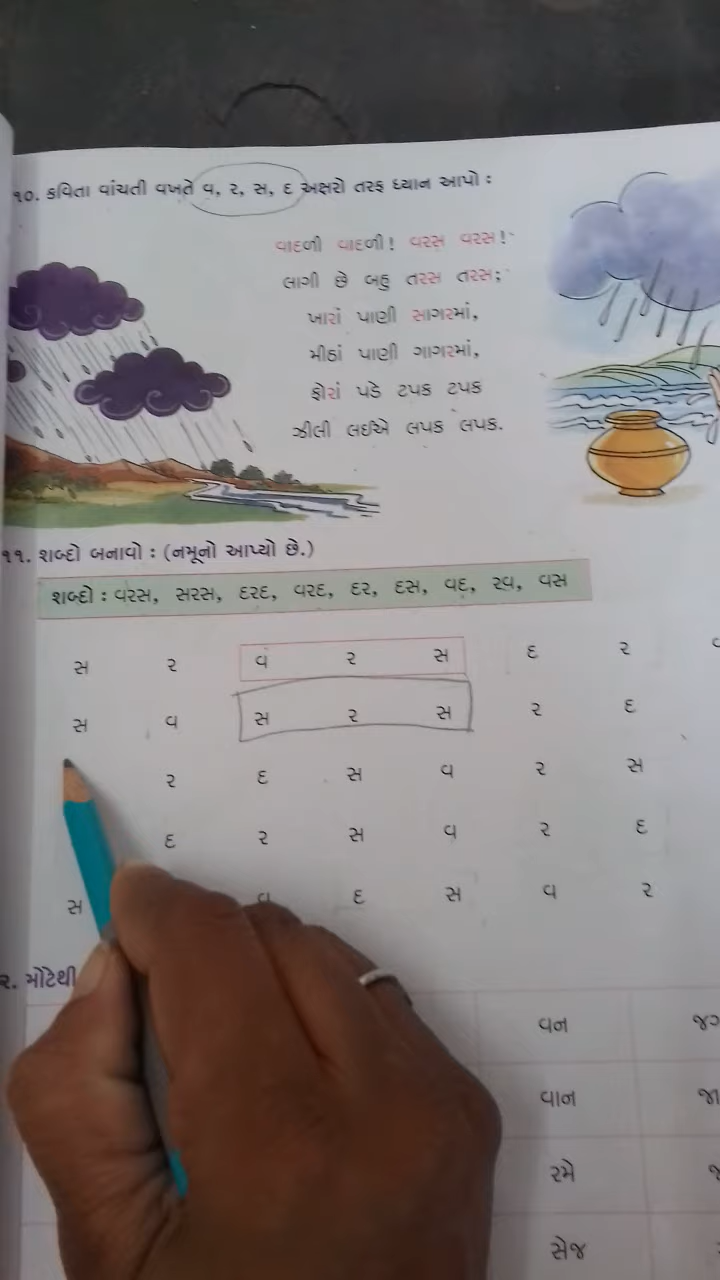 ૧૦. કવિતા વાંચતી વખતે વ, ર, સ, દ અક્ષરો તરફ ધ્યાન આપો :
વાદળી વાદળી! વરસ વરસ!
લાગી છે બહુ તરસ તરસ;
ખારાં પાણી સાગરમાં,
મીઠાં પાણી ગાગરમાં,
ફોરાં પડે ટપક ટપક
ઝીલી લઈએ લપક લપક.
૧૧. શબ્દો બનાવો : (નમૂનો આપ્યો છે.)
શબ્દો : વરસ, સરસ, દરદ, વરદ, દર, દસ, વદ, રવ, વસ
સ ર વ ર સ દ ર
સ વ સ ર સ ર દ
ર દ સ વ ર સ
દ ર સ વ ર દ
સ વ દ સ વ ર
૨. મોટેથી
વન
વાન
રમે
સેજ